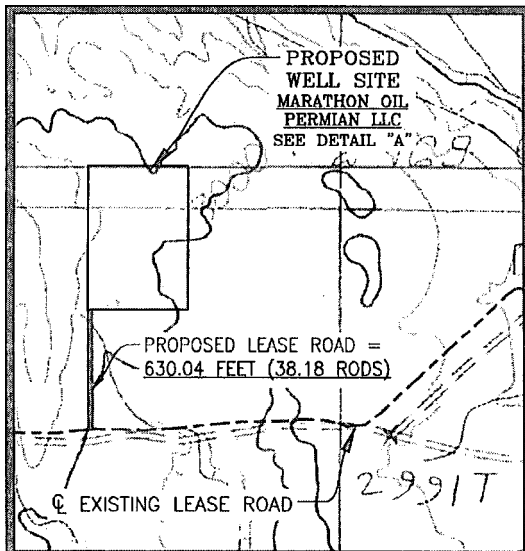 PROPOSED
WELL SITE
MARATHON OIL
PERMIAN LLC
SEE DETAIL "A"
PROPOSED LEASE ROAD =
630.04 FEET (38.18 RODS)
℄ EXISTING LEASE ROAD
2991T